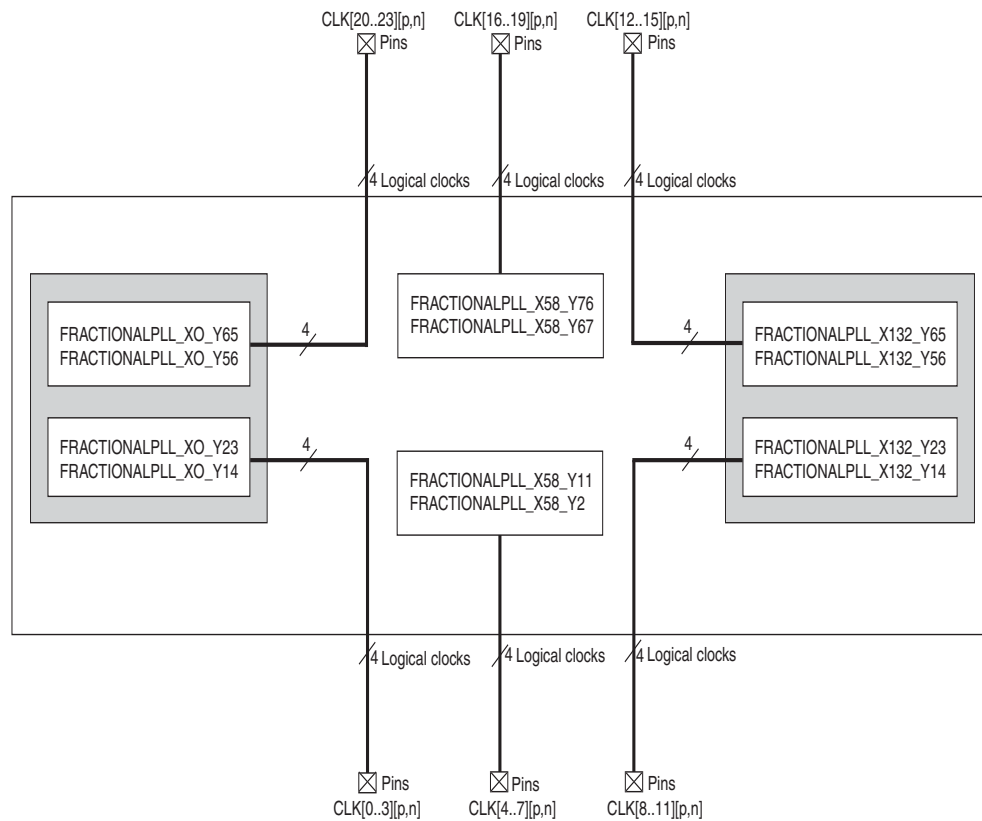 CLK[20..23][p,n]
CLK[16..19][p,n]
CLK[12..15][p,n]
Pins
Pins
Pins
4 Logical clocks
4 Logical clocks
4 Logical clocks
FRACTIONALPLL_XO_Y65
FRACTIONALPLL_XO_Y56
4
FRACTIONALPLL_X58_Y76
FRACTIONALPLL_X58_Y67
4
FRACTIONALPLL_X132_Y65
FRACTIONALPLL_X132_Y56
FRACTIONALPLL_XO_Y23
FRACTIONALPLL_XO_Y14
4
FRACTIONALPLL_X58_Y11
FRACTIONALPLL_X58_Y2
4
FRACTIONALPLL_X132_Y23
FRACTIONALPLL_X132_Y14
4 Logical clocks
4 Logical clocks
4 Logical clocks
Pins
Pins
Pins
CLK[0..3][p,n]
CLK[4..7][p,n]
CLK[8..11][p,n]